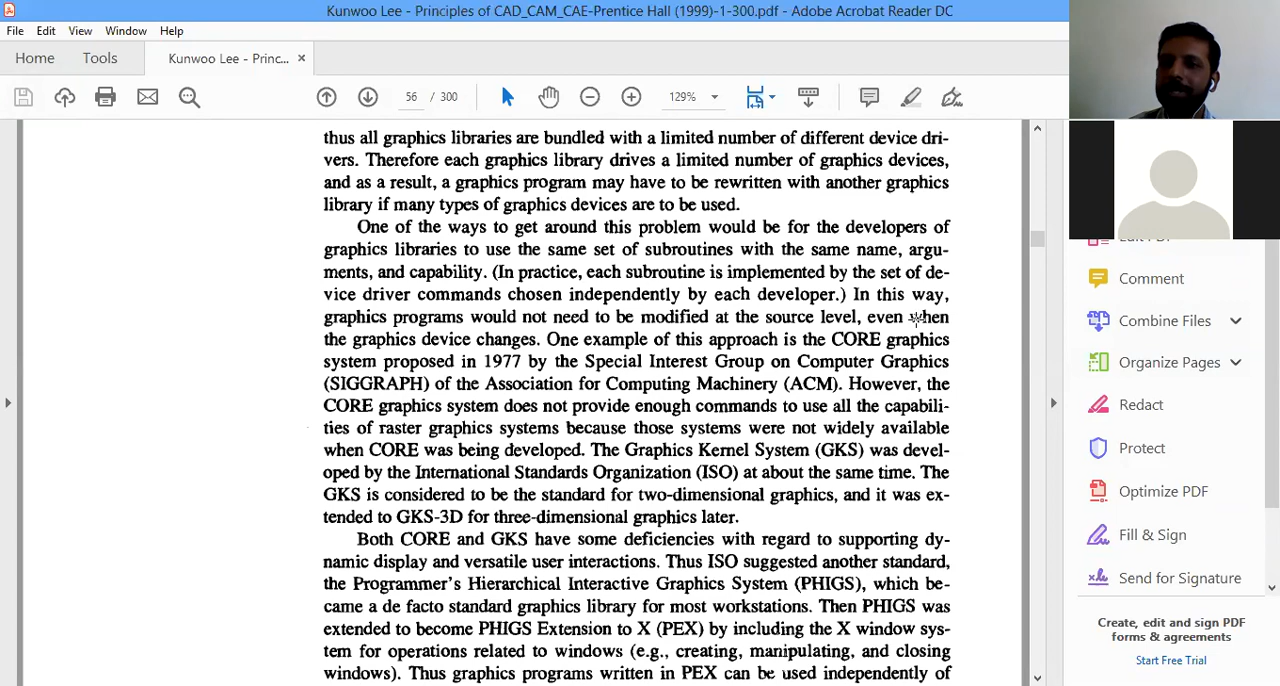 Kunwoo Lee - Principles of CAD_CAM_CAE-Prentice Hall (1999)-1-300.pdf - Adobe Acrobat Reader DC
File Edit View Window Help
Home Tools Kunwoo Lee - Princ... ×
56 / 300 129%
thus all graphics libraries are bundled with a limited number of different device dri-
vers. Therefore each graphics library drives a limited number of graphics devices,
and as a result, a graphics program may have to be rewritten with another graphics
library if many types of graphics devices are to be used.
One of the ways to get around this problem would be for the developers of
graphics libraries to use the same set of subroutines with the same name, argu-
ments, and capability. (In practice, each subroutine is implemented by the set of de-
vice driver commands chosen independently by each developer.) In this way,
graphics programs would not need to be modified at the source level, even when
the graphics device changes. One example of this approach is the CORE graphics
system proposed in 1977 by the Special Interest Group on Computer Graphics
(SIGGRAPH) of the Association for Computing Machinery (ACM). However, the
CORE graphics system does not provide enough commands to use all the capabili-
ties of raster graphics systems because those systems were not widely available
when CORE was being developed. The Graphics Kernel System (GKS) was devel-
oped by the International Standards Organization (ISO) at about the same time. The
GKS is considered to be the standard for two-dimensional graphics, and it was ex-
tended to GKS-3D for three-dimensional graphics later.
Both CORE and GKS have some deficiencies with regard to supporting dy-
namic display and versatile user interactions. Thus ISO suggested another standard,
the Programmer's Hierarchical Interactive Graphics System (PHIGS), which be-
came a de facto standard graphics library for most workstations. Then PHIGS was
extended to become PHIGS Extension to X (PEX) by including the X window sys-
tem for operations related to windows (e.g., creating, manipulating, and closing
windows). Thus graphics programs written in PEX can be used independently of
Comment
Combine Files
Organize Pages
Redact
Protect
Optimize PDF
Fill & Sign
Send for Signature
Create, edit and sign PDF
forms & agreements
Start Free Trial